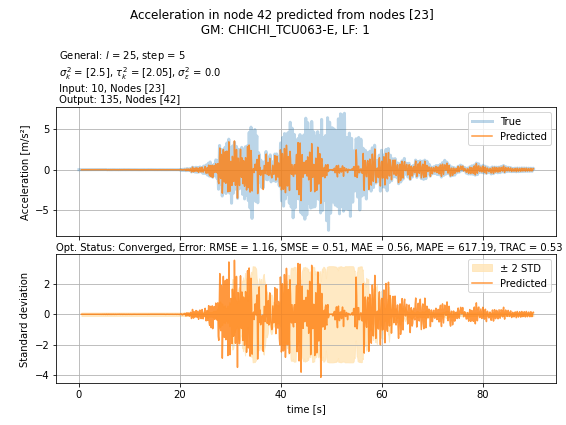 Acceleration in node 42 predicted from nodes [23]
GM: CHICHI_TCU063-E, LF: 1
General: l = 25, step = 5
σ²ₖ = [2.5], τ²ₖ = [2.05], σ²ε = 0.0
Input: 10, Nodes [23]
Output: 135, Nodes [42]
Acceleration [m/s²]
5
0
−5
True
Predicted
Opt. Status: Converged, Error: RMSE = 1.16, SMSE = 0.51, MAE = 0.56, MAPE = 617.19, TRAC = 0.53
Standard deviation
2
0
−2
−4
± 2 STD
Predicted
0 20 40 60 80
time [s]